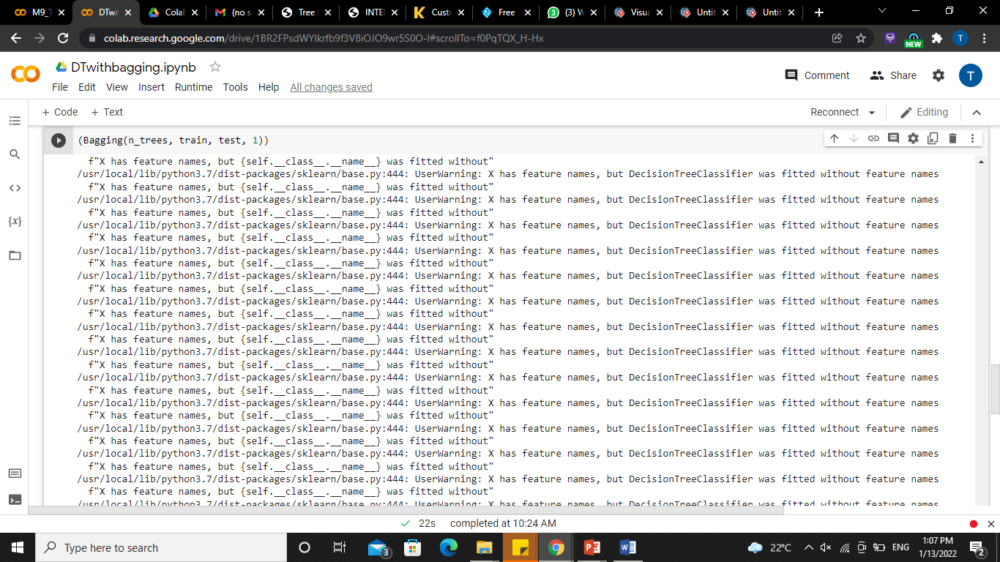 M9_
DTwit
Colab
(no s
Tree
INTE
Custo
Free
(3) W
Visua
Untit
Untit
colab.research.google.com/drive/1BR2FPsdWYIkrfb9f3V8iOJO9wr5S0O-I#scrollTo=f0PqTQX_H-Hx
NEW
T
DTwithbagging.ipynb
File Edit View Insert Runtime Tools Help All changes saved
Comment Share T
+ Code + Text
Reconnect Editing
(Bagging(n_trees, train, test, 1))
f"X has feature names, but {self.__class__.__name__} was fitted without"
/usr/local/lib/python3.7/dist-packages/sklearn/base.py:444: UserWarning: X has feature names, but DecisionTreeClassifier was fitted without feature names
f"X has feature names, but {self.__class__.__name__} was fitted without"
/usr/local/lib/python3.7/dist-packages/sklearn/base.py:444: UserWarning: X has feature names, but DecisionTreeClassifier was fitted without feature names
f"X has feature names, but {self.__class__.__name__} was fitted without"
/usr/local/lib/python3.7/dist-packages/sklearn/base.py:444: UserWarning: X has feature names, but DecisionTreeClassifier was fitted without feature names
f"X has feature names, but {self.__class__.__name__} was fitted without"
/usr/local/lib/python3.7/dist-packages/sklearn/base.py:444: UserWarning: X has feature names, but DecisionTreeClassifier was fitted without feature names
f"X has feature names, but {self.__class__.__name__} was fitted without"
/usr/local/lib/python3.7/dist-packages/sklearn/base.py:444: UserWarning: X has feature names, but DecisionTreeClassifier was fitted without feature names
f"X has feature names, but {self.__class__.__name__} was fitted without"
/usr/local/lib/python3.7/dist-packages/sklearn/base.py:444: UserWarning: X has feature names, but DecisionTreeClassifier was fitted without feature names
f"X has feature names, but {self.__class__.__name__} was fitted without"
/usr/local/lib/python3.7/dist-packages/sklearn/base.py:444: UserWarning: X has feature names, but DecisionTreeClassifier was fitted without feature names
f"X has feature names, but {self.__class__.__name__} was fitted without"
/usr/local/lib/python3.7/dist-packages/sklearn/base.py:444: UserWarning: X has feature names, but DecisionTreeClassifier was fitted without feature names
f"X has feature names, but {self.__class__.__name__} was fitted without"
/usr/local/lib/python3.7/dist-packages/sklearn/base.py:444: UserWarning: X has feature names, but DecisionTreeClassifier was fitted without feature names
f"X has feature names, but {self.__class__.__name__} was fitted without"
/usr/local/lib/python3.7/dist-packages/sklearn/base.py:444: UserWarning: X has feature names, but DecisionTreeClassifier was fitted without feature names
f"X has feature names, but {self.__class__.__name__} was fitted without"
/usr/local/lib/python3.7/dist-packages/sklearn/base.py:444: UserWarning: X has feature names, but DecisionTreeClassifier was fitted without feature names
f"X has feature names, but {self.__class__.__name__} was fitted without"
/usr/local/lib/python3.7/dist-packages/sklearn/base.py:444: UserWarning: X has feature names, but DecisionTreeClassifier was fitted without feature names
f"X has feature names, but {self.__class__.__name__} was fitted without"
/usr/local/lib/python3.7/dist-packages/sklearn/base.py:444: UserWarning: X has feature names, but DecisionTreeClassifier was fitted without feature names
f"X has feature names, but {self.__class__.__name__} was fitted without"
/usr/local/lib/python3.7/dist-packages/sklearn/base.py:444: UserWarning: X has feature names, but DecisionTreeClassifier was fitted without feature names
22s completed at 10:24 AM
Type here to search
3
22°C
ENG
1:07 PM
1/13/2022
2